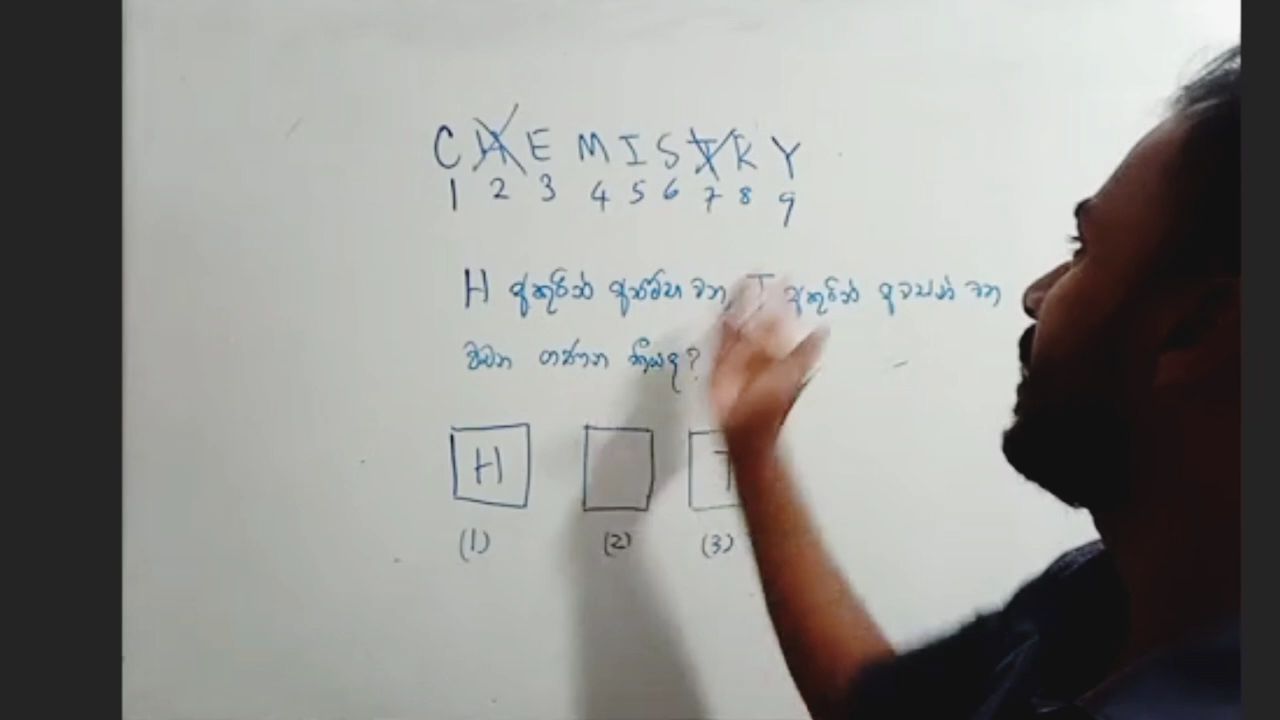 C H E M I S T R Y
1 2 3 4 5 6 7 8 9
H අකුරින් ආරම්භ වන, T අකුරින් අවසන් වන
වචන ගණන කීයද?
H T
(1) (2) (3)